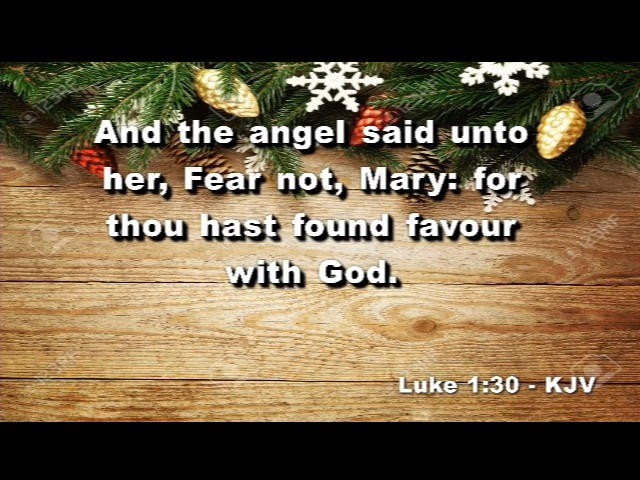 And the angel said unto
her, Fear not, Mary: for
thou hast found favour
with God.
Luke 1:30 - KJV